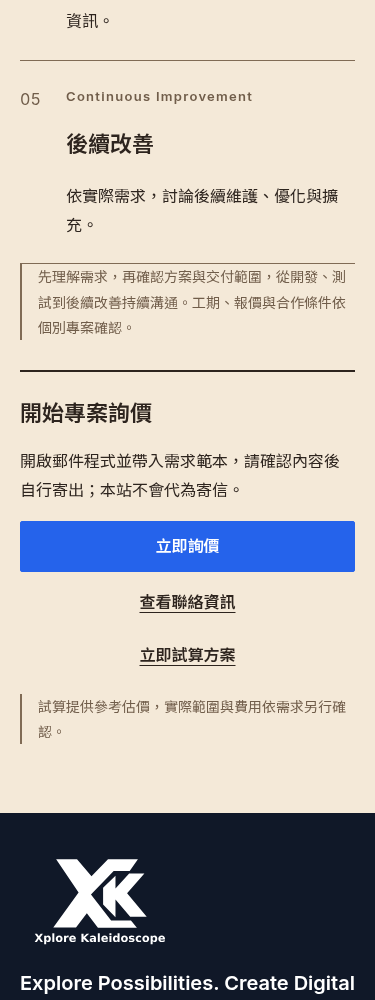 資訊。
05
Continuous Improvement
後續改善
依實際需求，討論後續維護、優化與擴
充。
先理解需求，再確認方案與交付範圍，從開發、測
試到後續改善持續溝通。工期、報價與合作條件依
個別專案確認。
開始專案詢價
開啟郵件程式並帶入需求範本，請確認內容後
自行寄出；本站不會代為寄信。
立即詢價
查看聯絡資訊
立即試算方案
試算提供參考估價，實際範圍與費用依需求另行確
認。
XK
Xplore Kaleidoscope
Explore Possibilities. Create Digital